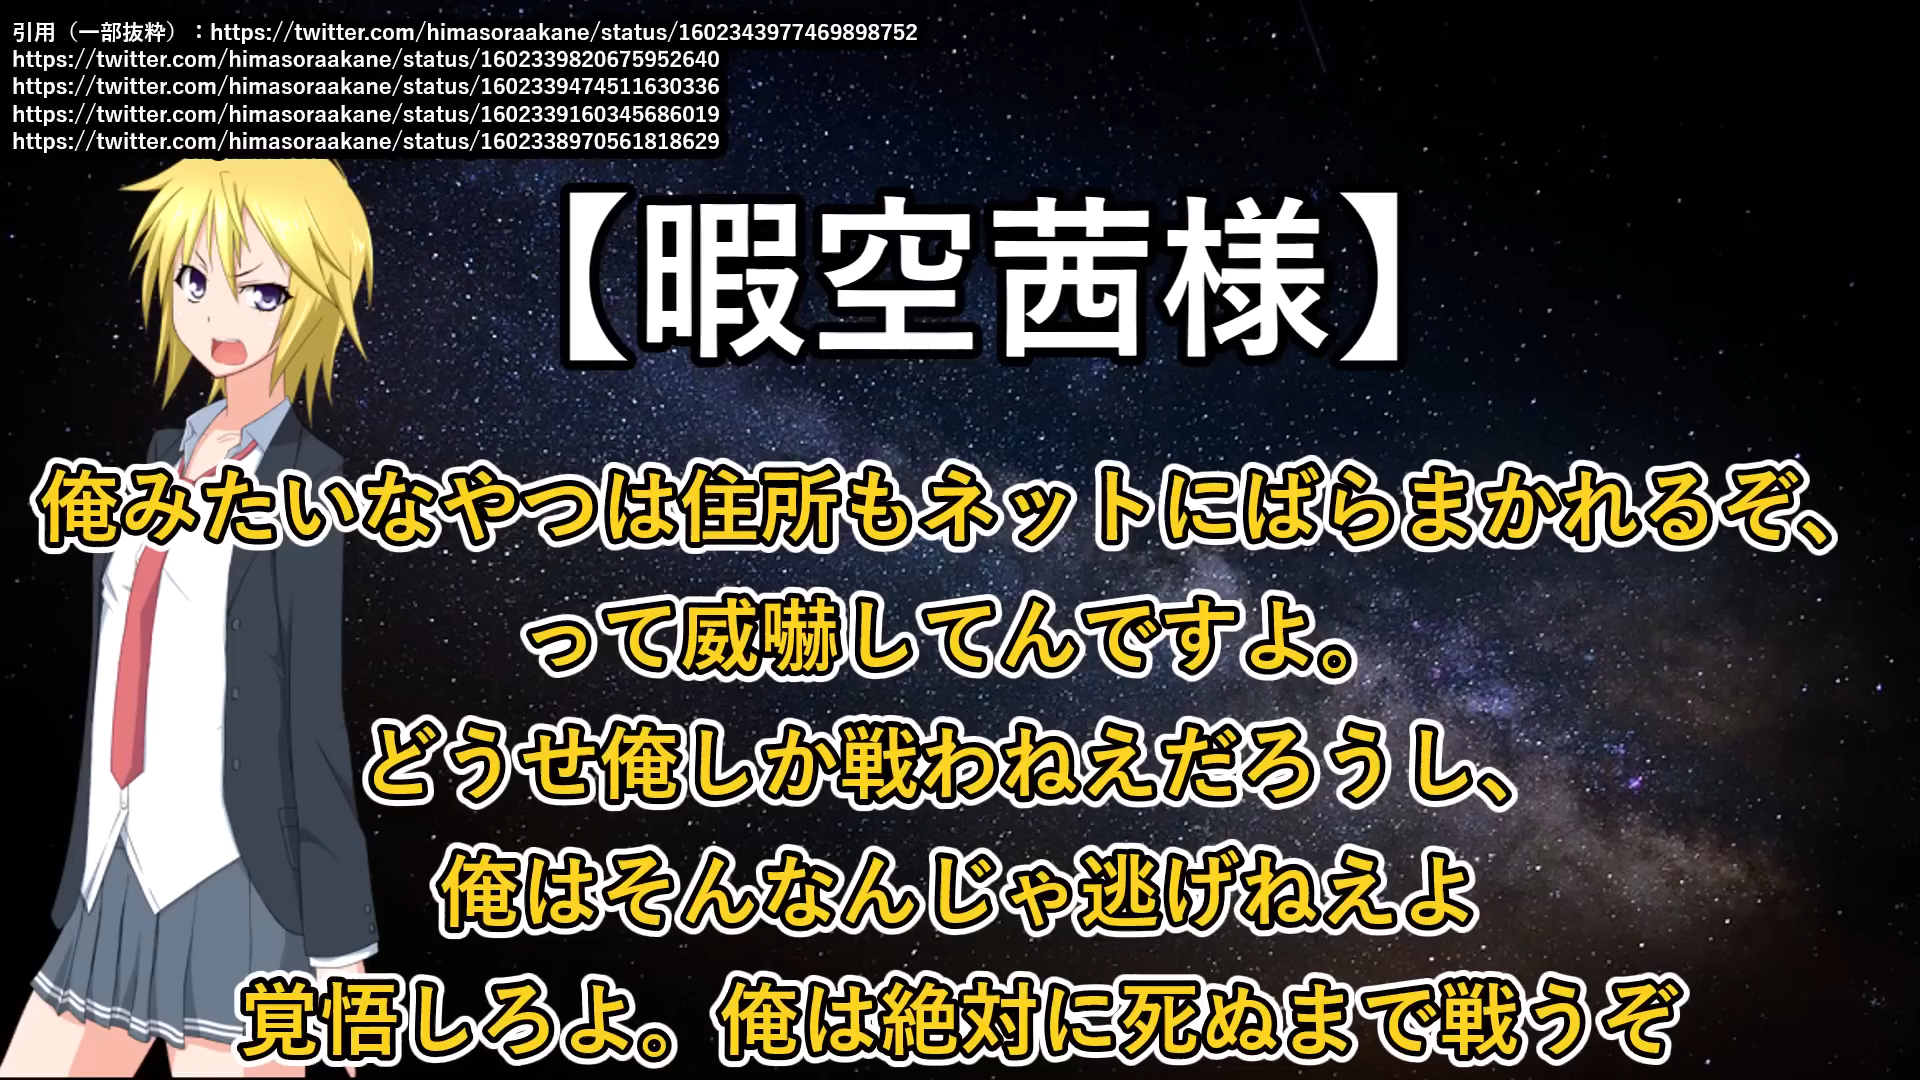 引用（一部抜粋）：https://twitter.com/himasoraakane/status/1602343977469898752
https://twitter.com/himasoraakane/status/1602339820675952640
https://twitter.com/himasoraakane/status/1602339474511630336
https://twitter.com/himasoraakane/status/1602339160345686019
https://twitter.com/himasoraakane/status/1602338970561818629
【暇空茜様】
俺みたいなやつは住所もネットにばらまかれるぞ、
って威嚇してんですよ。
どうせ俺しか戦わねえだろうし、
俺はそんなんじゃ逃げねえよ
覚悟しろよ。俺は絶対に死ぬまで戦うぞ